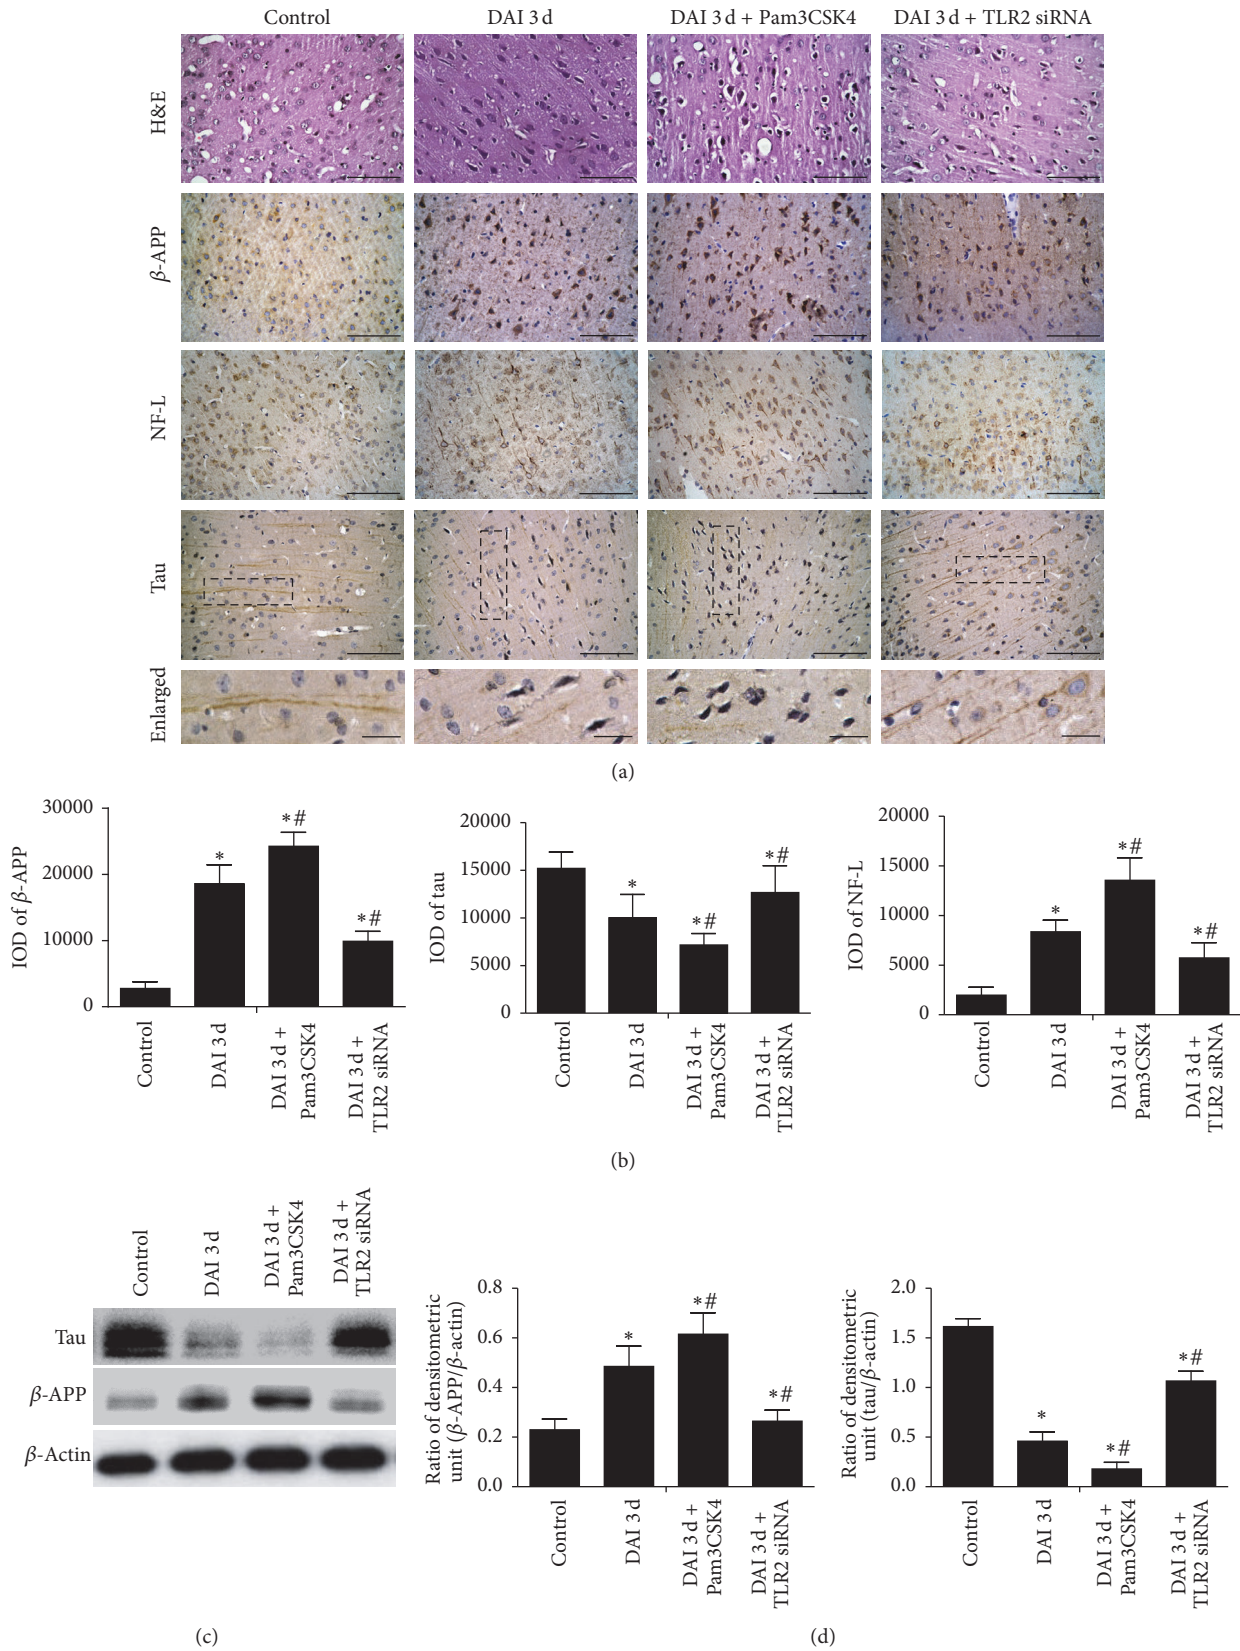 Control
DAI 3 d
DAI 3 d + Pam3CSK4
DAI 3 d + TLR2 siRNA
H&E
β-APP
NF-L
Tau
Enlarged
(a)
IOD of β-APP
30000
20000
10000
0
*
*#
*#
Control
DAI 3 d
DAI 3 d +
Pam3CSK4
DAI 3 d +
TLR2 siRNA
IOD of tau
20000
15000
10000
5000
0
*
*#
*#
Control
DAI 3 d
DAI 3 d +
Pam3CSK4
DAI 3 d +
TLR2 siRNA
IOD of NF-L
20000
15000
10000
5000
0
*
*#
*#
Control
DAI 3 d
DAI 3 d +
Pam3CSK4
DAI 3 d +
TLR2 siRNA
(b)
Control
DAI 3 d
DAI 3 d +
Pam3CSK4
DAI 3 d +
TLR2 siRNA
Tau
β-APP
β-Actin
(c)
Ratio of densitometric
unit (β-APP/β-actin)
0.8
0.6
0.4
0.2
0.0
*
*#
*#
Control
DAI 3 d
DAI 3 d +
Pam3CSK4
DAI 3 d +
TLR2 siRNA
Ratio of densitometric
unit (tau/β-actin)
2.0
1.5
1.0
0.5
0.0
*
*#
*#
Control
DAI 3 d
DAI 3 d +
Pam3CSK4
DAI 3 d +
TLR2 siRNA
(d)